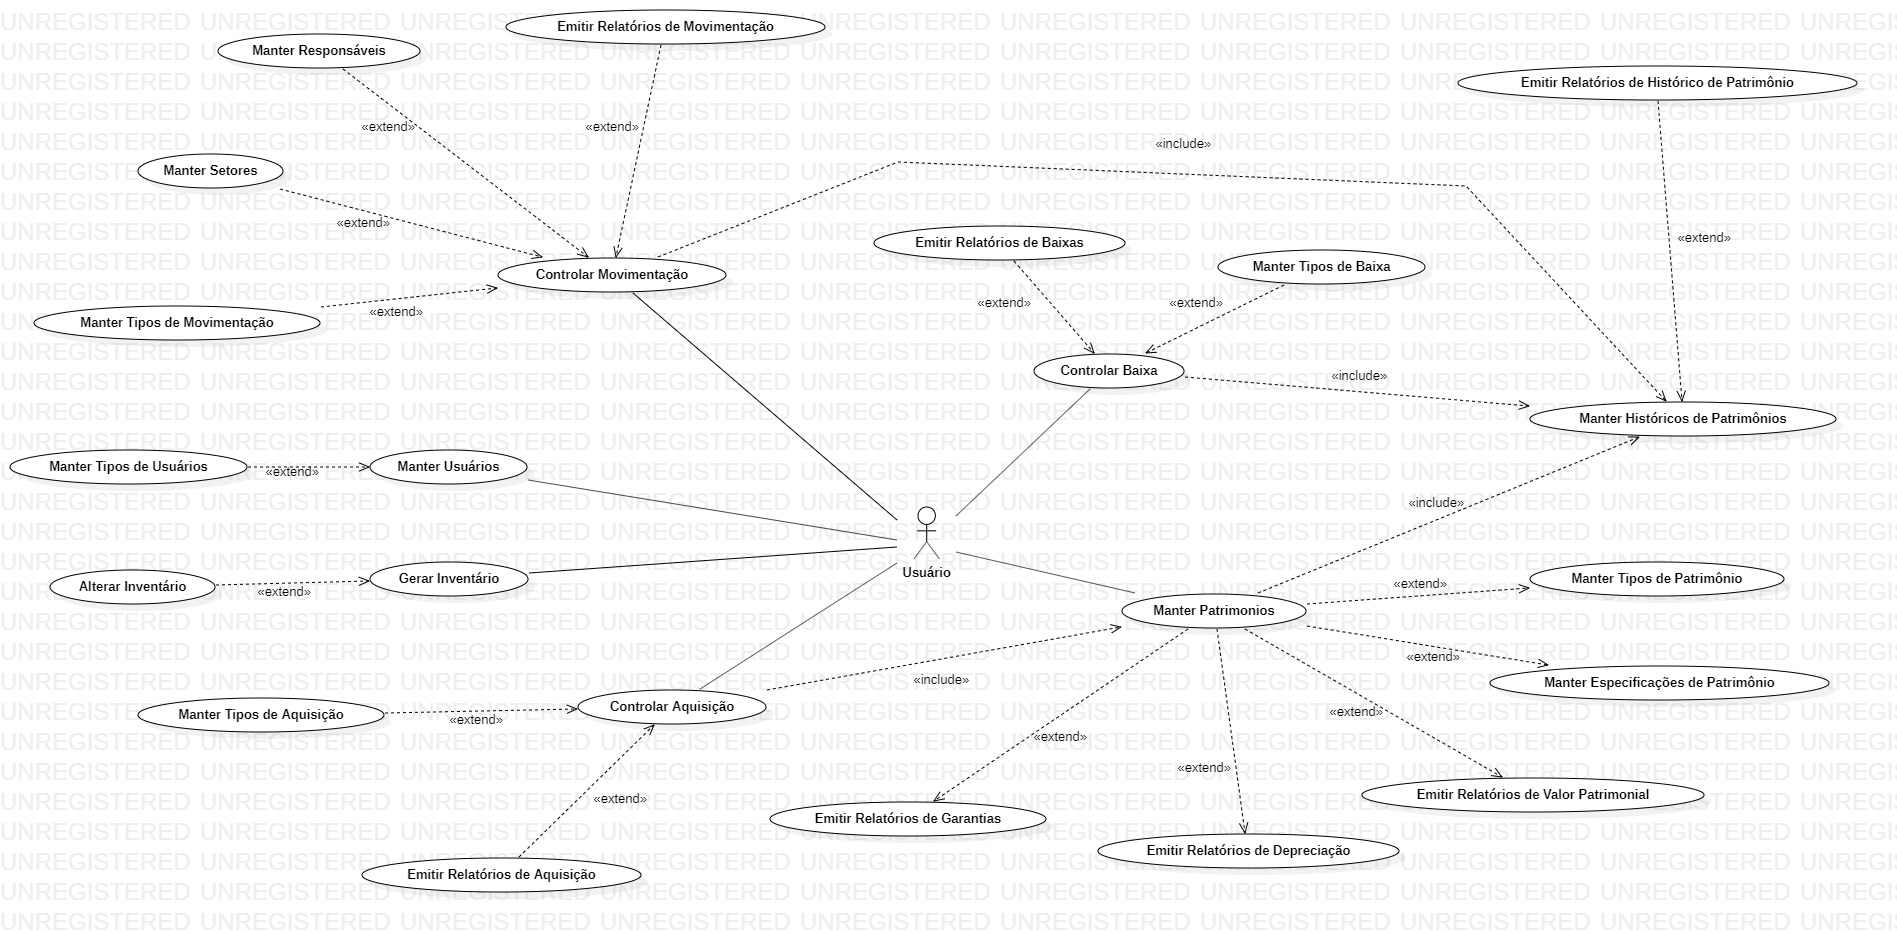 Emitir Relatórios de Movimentação
Manter Responsáveis
Emitir Relatórios de Histórico de Patrimônio
«extend»
«extend»
«include»
Manter Setores
«extend»
«extend»
Emitir Relatórios de Baixas
Manter Tipos de Baixa
Controlar Movimentação
«extend»
«extend»
«extend»
Manter Tipos de Movimentação
Controlar Baixa
«include»
Manter Históricos de Patrimônios
Manter Tipos de Usuários
«extend»
Manter Usuários
«include»
Usuário
Alterar Inventário
«extend»
Gerar Inventário
«extend»
Manter Tipos de Patrimônio
Manter Patrimonios
«extend»
Manter Especificações de Patrimônio
«include»
Manter Tipos de Aquisição
«extend»
Controlar Aquisição
«extend»
«extend»
«extend»
«extend»
Emitir Relatórios de Valor Patrimonial
Emitir Relatórios de Garantias
Emitir Relatórios de Depreciação
Emitir Relatórios de Aquisição
UNREGISTERED